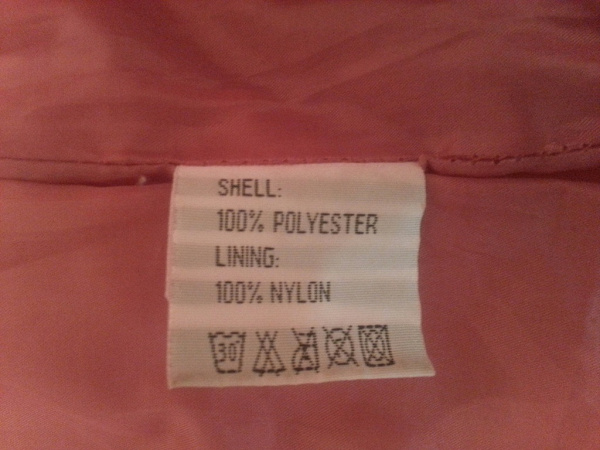 SHELL:
100% POLYESTER
LINING:
100% NYLON
30